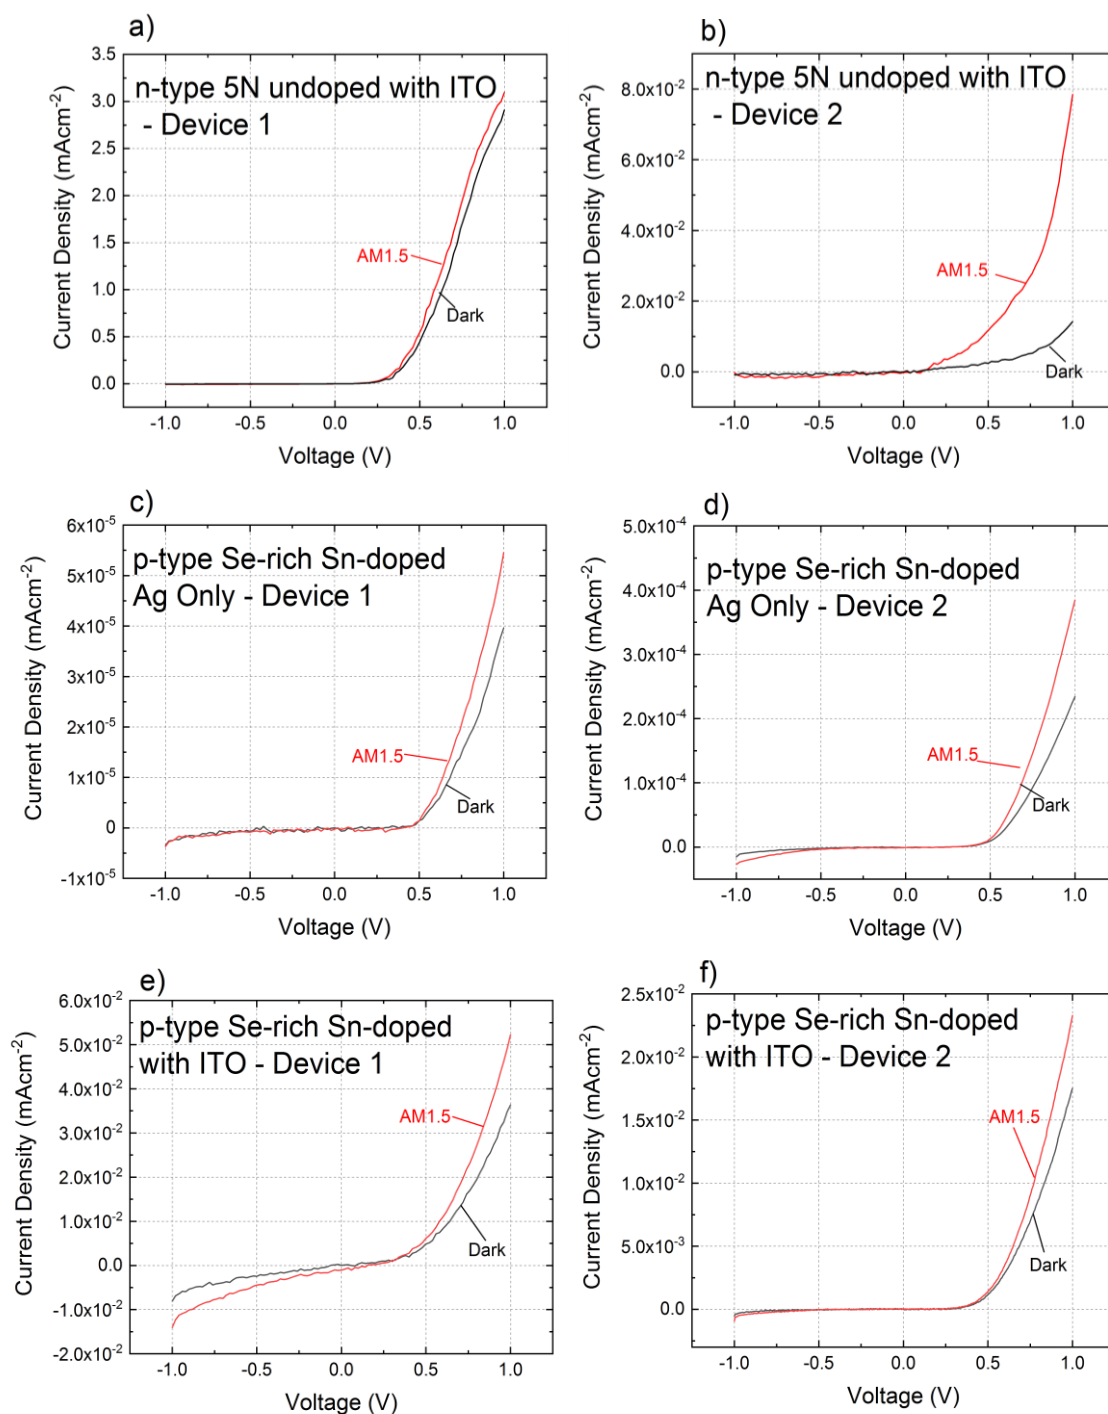 a)
n-type 5N undoped with ITO
- Device 1
3.5
3.0
2.5
2.0
1.5
1.0
0.5
0.0
Current Density (mAcm⁻²)
AM1.5
Dark
-1.0 -0.5 0.0 0.5 1.0
Voltage (V)
b)
n-type 5N undoped with ITO
- Device 2
8.0x10⁻²
6.0x10⁻²
4.0x10⁻²
2.0x10⁻²
0.0
Current Density (mAcm⁻²)
AM1.5
Dark
-1.0 -0.5 0.0 0.5 1.0
Voltage (V)
c)
p-type Se-rich Sn-doped
Ag Only - Device 1
6x10⁻⁵
5x10⁻⁵
4x10⁻⁵
3x10⁻⁵
2x10⁻⁵
1x10⁻⁵
0
-1x10⁻⁵
Current Density (mAcm⁻²)
AM1.5
Dark
-1.0 -0.5 0.0 0.5 1.0
Voltage (V)
d)
p-type Se-rich Sn-doped
Ag Only - Device 2
5.0x10⁻⁴
4.0x10⁻⁴
3.0x10⁻⁴
2.0x10⁻⁴
1.0x10⁻⁴
0.0
Current Density (mAcm⁻²)
AM1.5
Dark
-1.0 -0.5 0.0 0.5 1.0
Voltage (V)
e)
p-type Se-rich Sn-doped
with ITO - Device 1
6.0x10⁻²
5.0x10⁻²
4.0x10⁻²
3.0x10⁻²
2.0x10⁻²
1.0x10⁻²
0.0
-1.0x10⁻²
-2.0x10⁻²
Current Density (mAcm⁻²)
AM1.5
Dark
-1.0 -0.5 0.0 0.5 1.0
Voltage (V)
f)
p-type Se-rich Sn-doped
with ITO - Device 2
2.5x10⁻²
2.0x10⁻²
1.5x10⁻²
1.0x10⁻²
5.0x10⁻³
0.0
Current Density (mAcm⁻²)
AM1.5
Dark
-1.0 -0.5 0.0 0.5 1.0
Voltage (V)